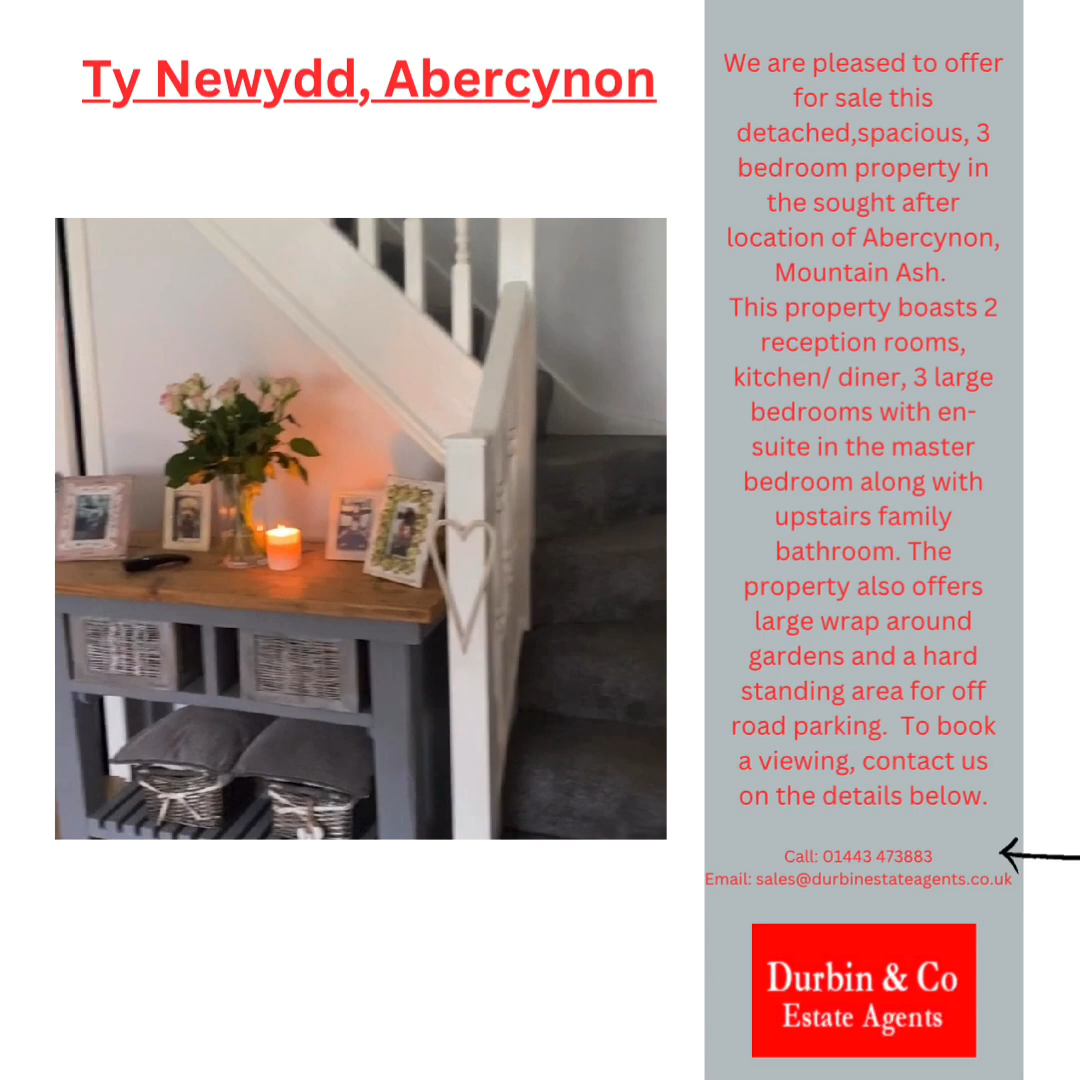 Ty Newydd, Abercynon
We are pleased to offer
for sale this
detached,spacious, 3
bedroom property in
the sought after
location of Abercynon,
Mountain Ash.
This property boasts 2
reception rooms,
kitchen/ diner, 3 large
bedrooms with en-
suite in the master
bedroom along with
upstairs family
bathroom. The
property also offers
large wrap around
gardens and a hard
standing area for off
road parking.  To book
a viewing, contact us
on the details below.
Call: 01443 473883
Email: sales@durbinestateagents.co.uk
Durbin & Co
Estate Agents